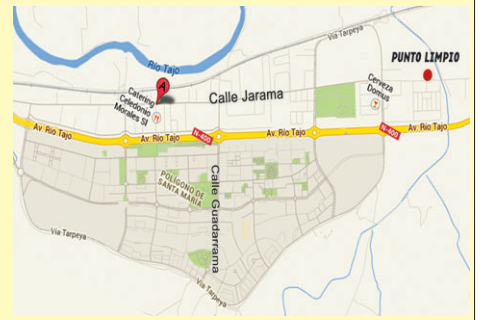 Vía Tarpeya
PUNTO LIMPIO
Río Tajo
A
Catering
Celedonio
Morales Sl
Calle Jarama
Cerveza
Domus
Av. Río Tajo
Av. Río Tajo
N-400
Av. Río Tajo
N-400
Av. Río Tajo
POLÍGONO DE
SANTA MARÍA
Calle Guadarrama
Vía Tarpeya
Vía Tarpeya